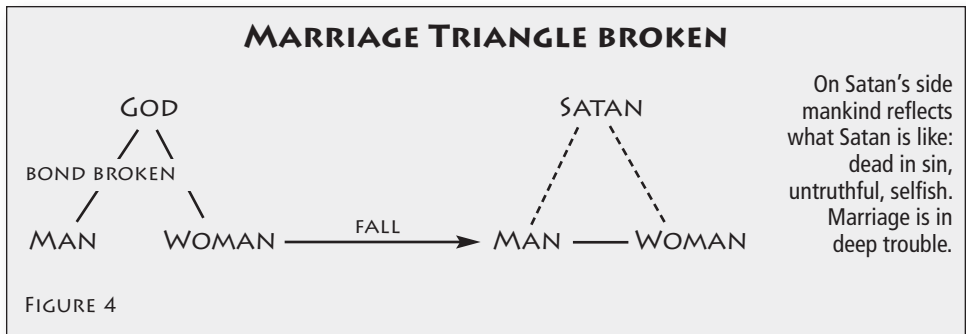 MARRIAGE TRIANGLE BROKEN
GOD
BOND BROKEN
MAN WOMAN
FALL
SATAN
MAN WOMAN
On Satan's side
mankind reflects
what Satan is like:
dead in sin,
untruthful, selfish.
Marriage is in
deep trouble.
FIGURE 4